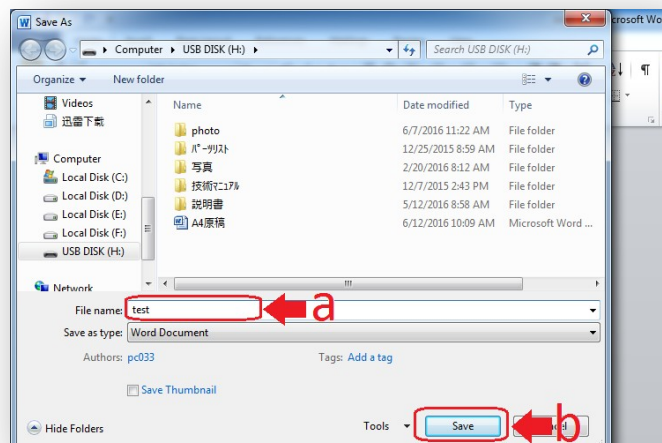 Save As
crosoft Wo
Computer
USB DISK (H:)
Search USB DISK (H:)
Organize
New folder
Name
Date modified
Type
Videos
迅雷下载
Computer
Local Disk (C:)
Local Disk (D:)
Local Disk (E:)
Local Disk (F:)
USB DISK (H:)
Network
photo
6/7/2016 11:22 AM
File folder
ﾊﾟｰﾂﾘｽﾄ
12/25/2015 8:59 AM
File folder
写真
2/20/2016 8:12 AM
File folder
技術ﾏﾆｭｱﾙ
12/7/2015 2:43 PM
File folder
説明書
5/12/2016 8:58 AM
File folder
A4原稿
6/12/2016 10:09 AM
Microsoft Word ...
File name: test
a
Save as type: Word Document
Authors: pc033
Tags: Add a tag
Save Thumbnail
Hide Folders
Tools
Save
b